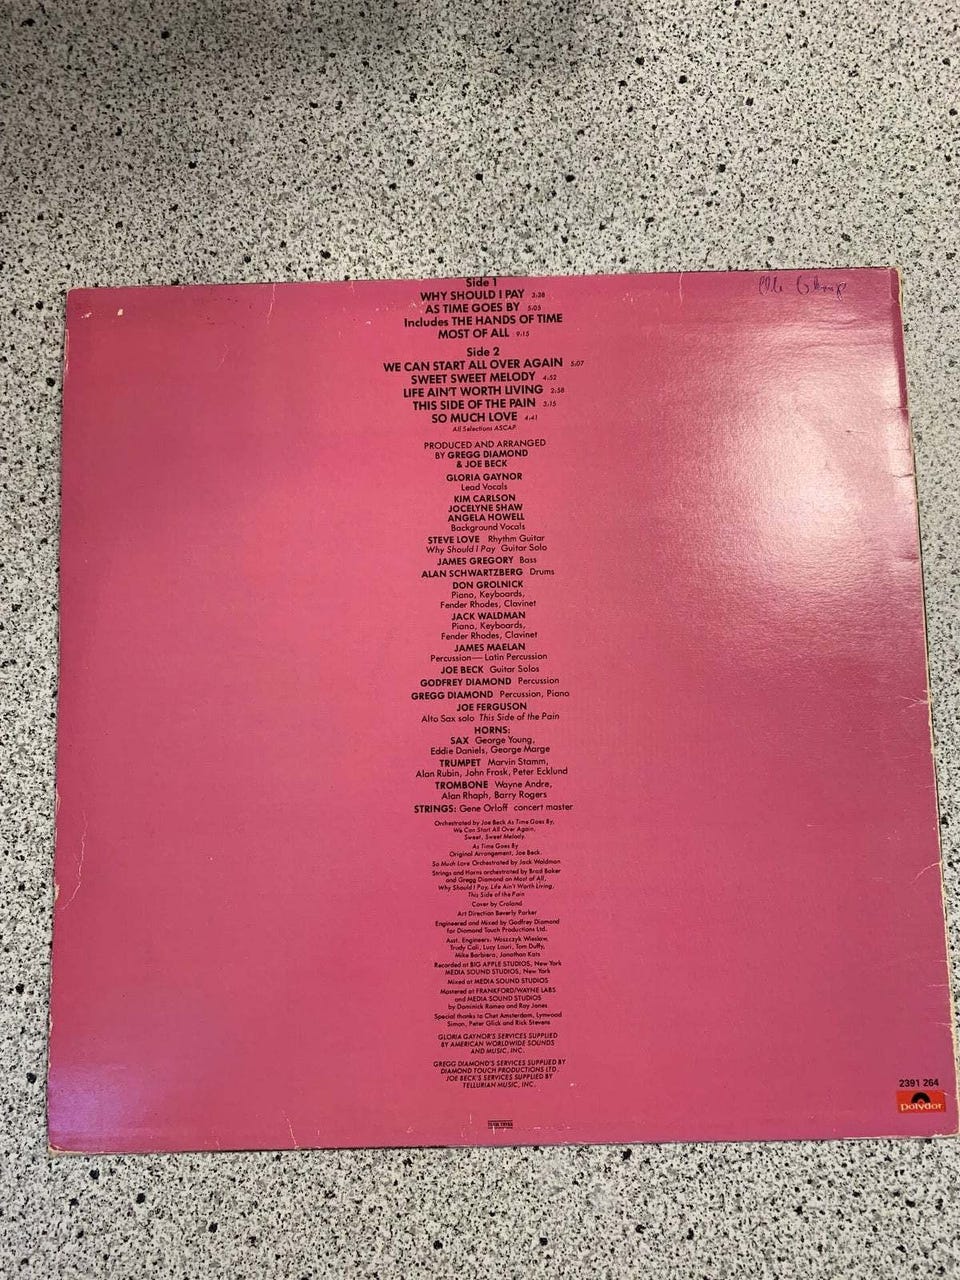 Side 1
WHY SHOULD I PAY 3:38
AS TIME GOES BY 5:05
Includes THE HANDS OF TIME
MOST OF ALL 9:15
Side 2
WE CAN START ALL OVER AGAIN 5:07
SWEET SWEET MELODY 4:52
LIFE AIN'T WORTH LIVING 2:58
THIS SIDE OF THE PAIN 3:15
SO MUCH LOVE 4:41
All Selections ASCAP
PRODUCED AND ARRANGED
BY GREGG DIAMOND
& JOE BECK
GLORIA GAYNOR
Lead Vocals
KIM CARLSON
JOCELYNE SHAW
ANGELA HOWELL
Background Vocals
STEVE LOVE Rhythm Guitar
Why Should I Pay Guitar Solo
JAMES GREGORY Bass
ALAN SCHWARTZBERG Drums
DON GROLNICK
Piano, Keyboards,
Fender Rhodes, Clavinet
JACK WALDMAN
Piano, Keyboards,
Fender Rhodes, Clavinet
JAMES MAELAN
Percussion—Latin Percussion
JOE BECK Guitar Solos
GODFREY DIAMOND Percussion
GREGG DIAMOND Percussion, Piano
JOE FERGUSON
Alto Sax solo This Side of the Pain
HORNS:
SAX George Young,
Eddie Daniels, George Marge
TRUMPET Marvin Stamm,
Alan Rubin, John Frosk, Peter Ecklund
TROMBONE Wayne Andre,
Alan Rhaph, Barry Rogers
STRINGS: Gene Orloff concert master
Orchestrated by Joe Beck As Time Goes By,
We Can Start All Over Again,
Sweet, Sweet Melody.
As Time Goes By
Original Arrangement, Joe Beck.
So Much Love Orchestrated by Jack Waldman
Strings and Horns orchestrated by Brad Baker
and Gregg Diamond on Most of All,
Why Should I Pay, Life Ain't Worth Living,
This Side of the Pain
Cover by Croland
Art Direction Beverly Parker
Engineered and Mixed by Godfrey Diamond
for Diamond Touch Productions Ltd.
Asst. Engineers: Woszczyk Wieslow,
Trudy Cali, Lucy Lauri, Tom Duffy,
Mike Barbiera, Jonathan Kats
Recorded at BIG APPLE STUDIOS, New York
MEDIA SOUND STUDIOS, New York
Mixed at MEDIA SOUND STUDIOS
Mastered at FRANKFORD/WAYNE LABS
and MEDIA SOUND STUDIOS
by Dominick Romeo and Ray Jones
Special thanks to Chet Amsterdam, Lynwood
Simon, Peter Glick and Rick Stevens
GLORIA GAYNOR'S SERVICES SUPPLIED
BY AMERICAN WORLDWIDE SOUNDS
AND MUSIC, INC.
GREGG DIAMOND'S SERVICES SUPPLIED BY
DIAMOND TOUCH PRODUCTIONS LTD.
JOE BECK'S SERVICES SUPPLIED BY
TELLURIAN MUSIC, INC.
2391 264
Polydor